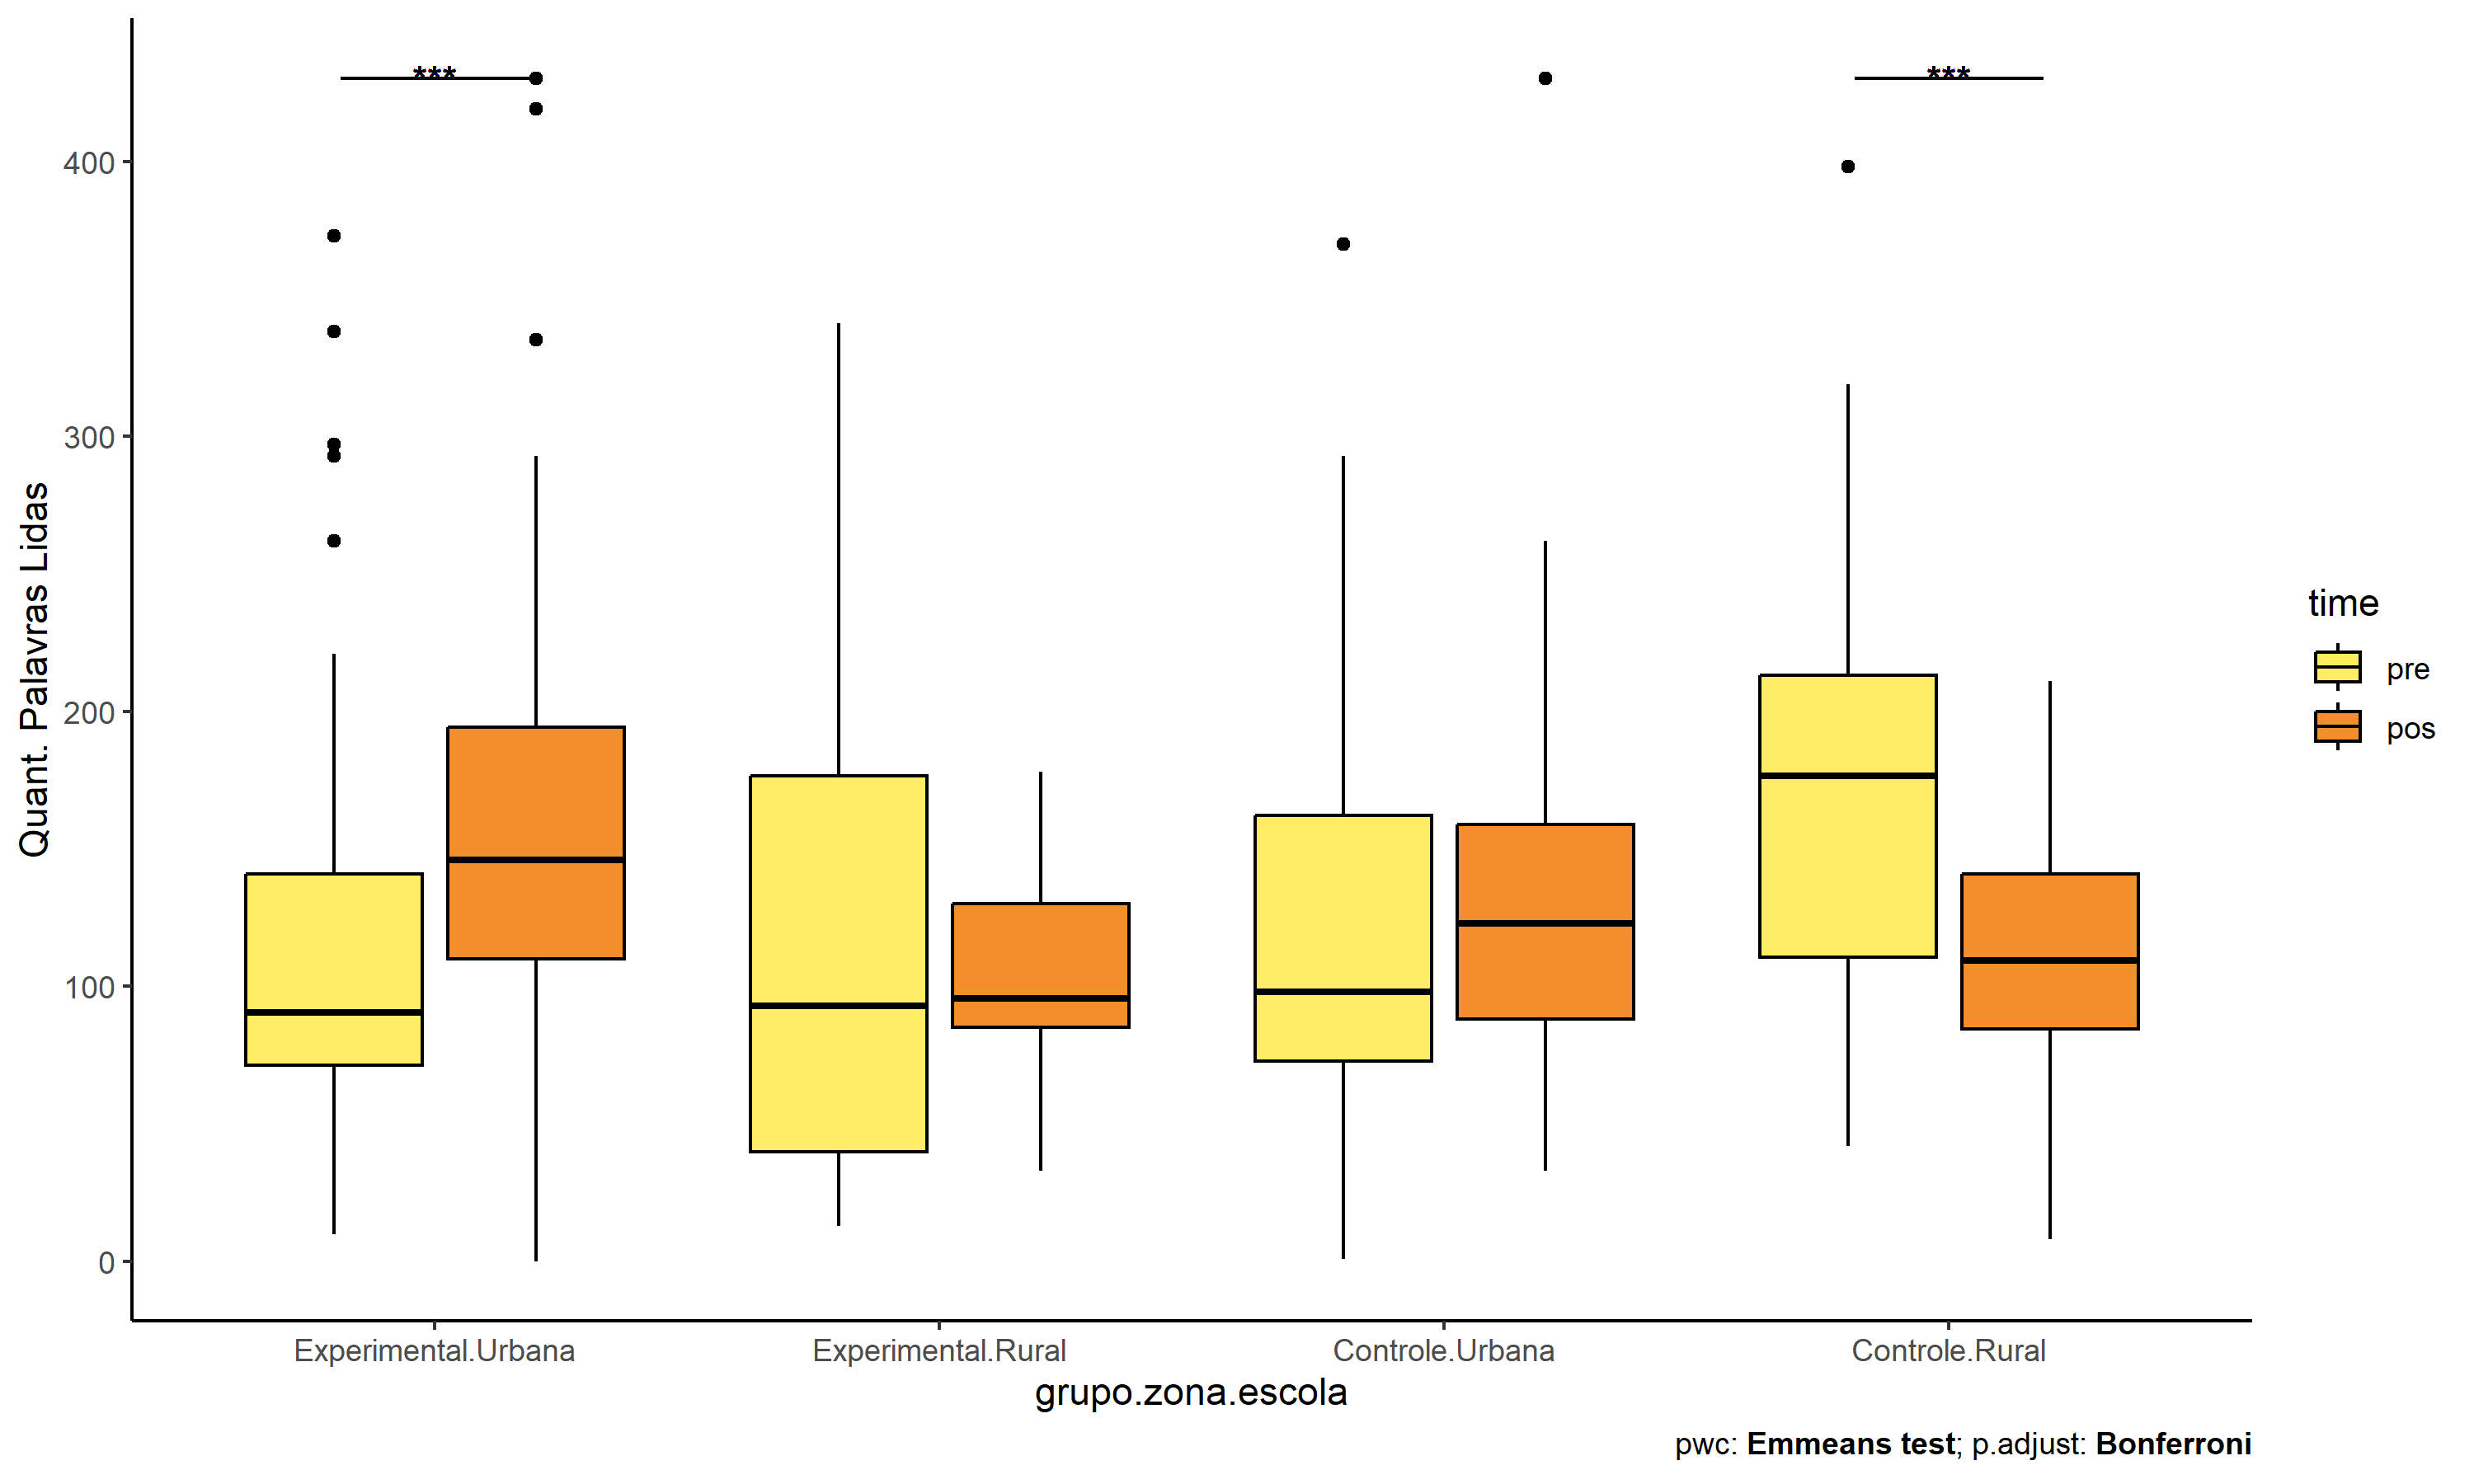 ***
***
400
300
200
100
0
Quant. Palavras Lidas
Experimental.Urbana
Experimental.Rural
Controle.Urbana
Controle.Rural
grupo.zona.escola
time
pre
pos
pwc: Emmeans test; p.adjust: Bonferroni